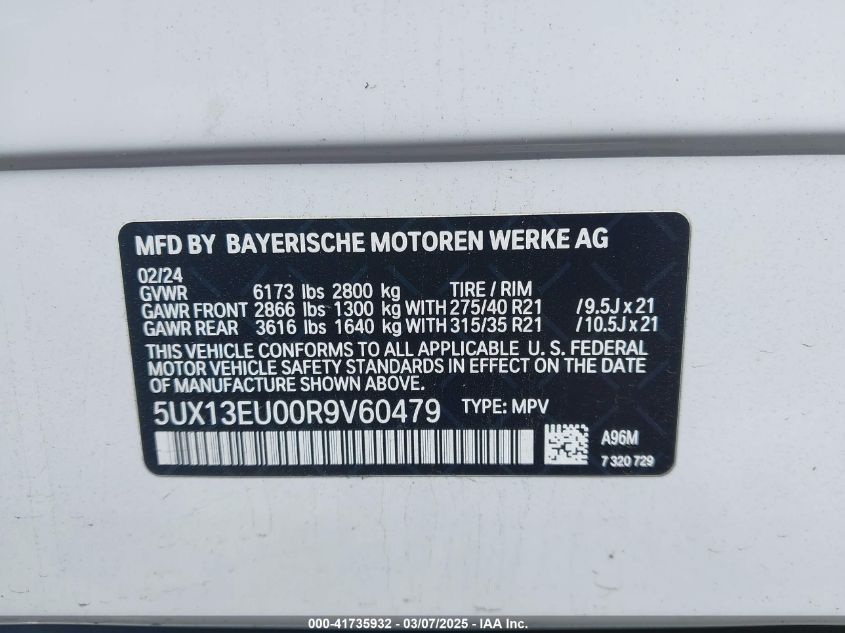 MFD BY BAYERISCHE MOTOREN WERKE AG
02/24
GVWR 6173 lbs 2800 kg TIRE / RIM
GAWR FRONT 2866 lbs 1300 kg WITH 275/40 R21 /9.5J x 21
GAWR REAR 3616 lbs 1640 kg WITH 315/35 R21 /10.5J x 21
THIS VEHICLE CONFORMS TO ALL APPLICABLE U. S. FEDERAL
MOTOR VEHICLE SAFETY STANDARDS IN EFFECT ON THE DATE
OF MANUFACTURE SHOWN ABOVE.
5UX13EU00R9V60479 TYPE: MPV
A96M
7 320 729
000-41735932 - 03/07/2025 - IAA Inc.